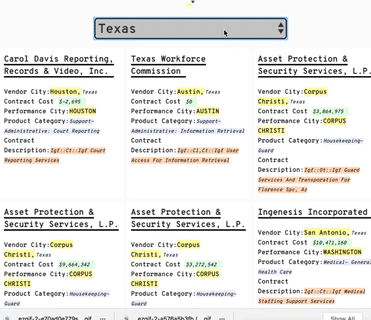 Texas
Carol Davis Reporting,
Records & Video, Inc.
Vendor City:Houston,Texas
Contract Cost $-2,695
Performance City:HOUSTON
Product Category:Support-
Administrative: Court Reporting
Contract
Description:Igf::Ct::Igf Court
Reporting Services
Texas Workforce
Commission
Vendor City:Austin,Texas
Contract Cost $0
Performance City:AUSTIN
Product Category:Support-
Administrative: Information Retrieval
Contract
Description:Igf::Cl,Ct::Igf User
Access For Information Retrieval
Asset Protection &
Security Services, L.P.
Vendor City:Corpus
Christi,Texas
Contract Cost $3,864,975
Performance City:CORPUS
CHRISTI
Product Category:Housekeeping-
Guard
Contract
Description:Igf::Ot::Igf Guard
Services And Transportation For
Florence Spc, Az
Asset Protection &
Security Services, L.P.
Vendor City:Corpus
Christi,Texas
Contract Cost $9,664,342
Performance City:CORPUS
CHRISTI
Product Category:Housekeeping-
Guard
Asset Protection &
Security Services, L.P.
Vendor City:Corpus
Christi,Texas
Contract Cost $3,272,542
Performance City:CORPUS
CHRISTI
Product Category:Housekeeping-
Guard
Ingenesis Incorporated
Vendor City:San Antonio,Texas
Contract Cost $10,471,160
Performance City:WASHINGTON
Product Category:Medical- General
Health Care
Contract
Description:Igf::Ct::Igf Medical
Staffing Support Services
Show All